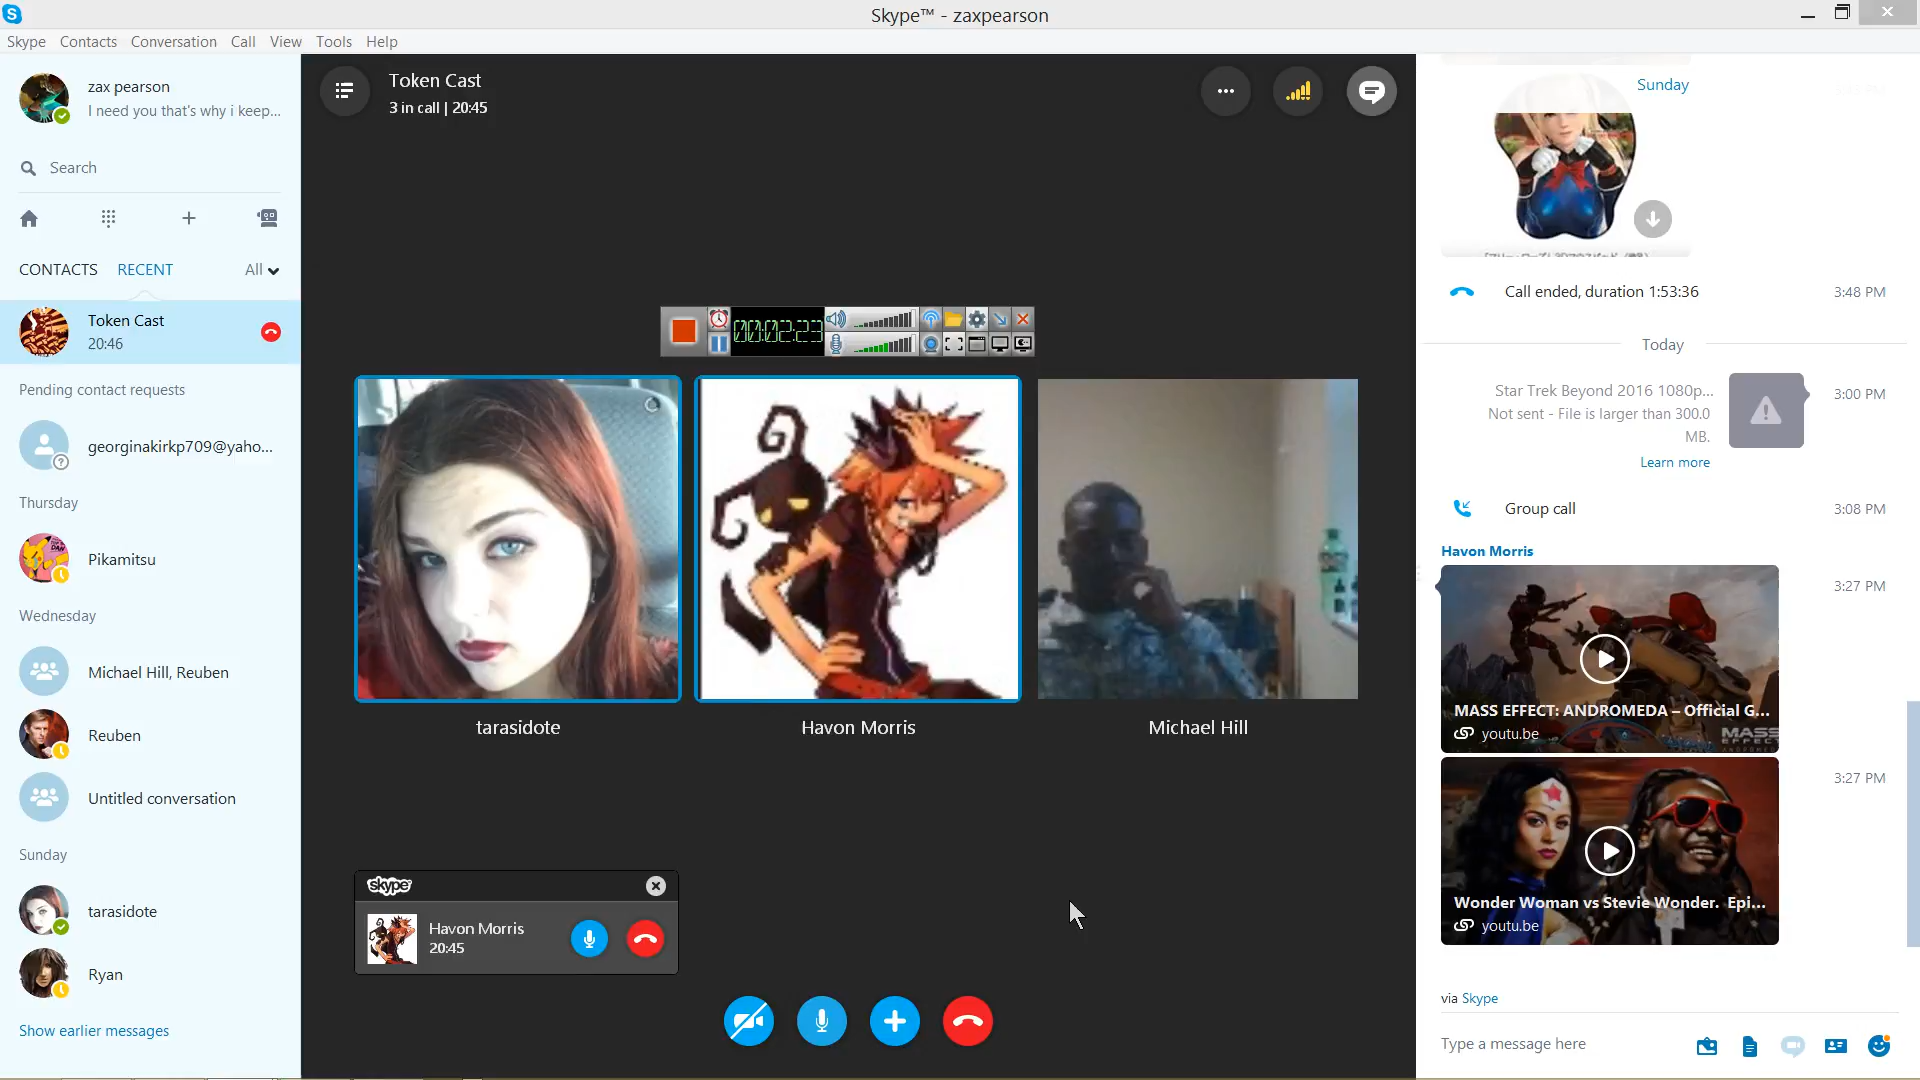 Skype™ - zaxpearson
Skype Contacts Conversation Call View Tools Help
zax pearson
I need you that's why i keep...
Search
CONTACTS RECENT All
Token Cast
20:46
Pending contact requests
georginakirkp709@yaho...
Thursday
Pikamitsu
Wednesday
Michael Hill, Reuben
Reuben
Untitled conversation
Sunday
tarasidote
Ryan
Show earlier messages
Token Cast
3 in call | 20:45
00:02:23
tarasidote
Havon Morris
Michael Hill
skype
Havon Morris
20:45
Sunday
Call ended, duration 1:53:36
3:48 PM
Today
Star Trek Beyond 2016 1080p...
Not sent - File is larger than 300.0
MB.
Learn more
3:00 PM
Group call
3:08 PM
Havon Morris
3:27 PM
MASS EFFECT: ANDROMEDA – Official G...
youtu.be
MASS
3:27 PM
Wonder Woman vs Stevie Wonder. Epi...
youtu.be
via Skype
Type a message here